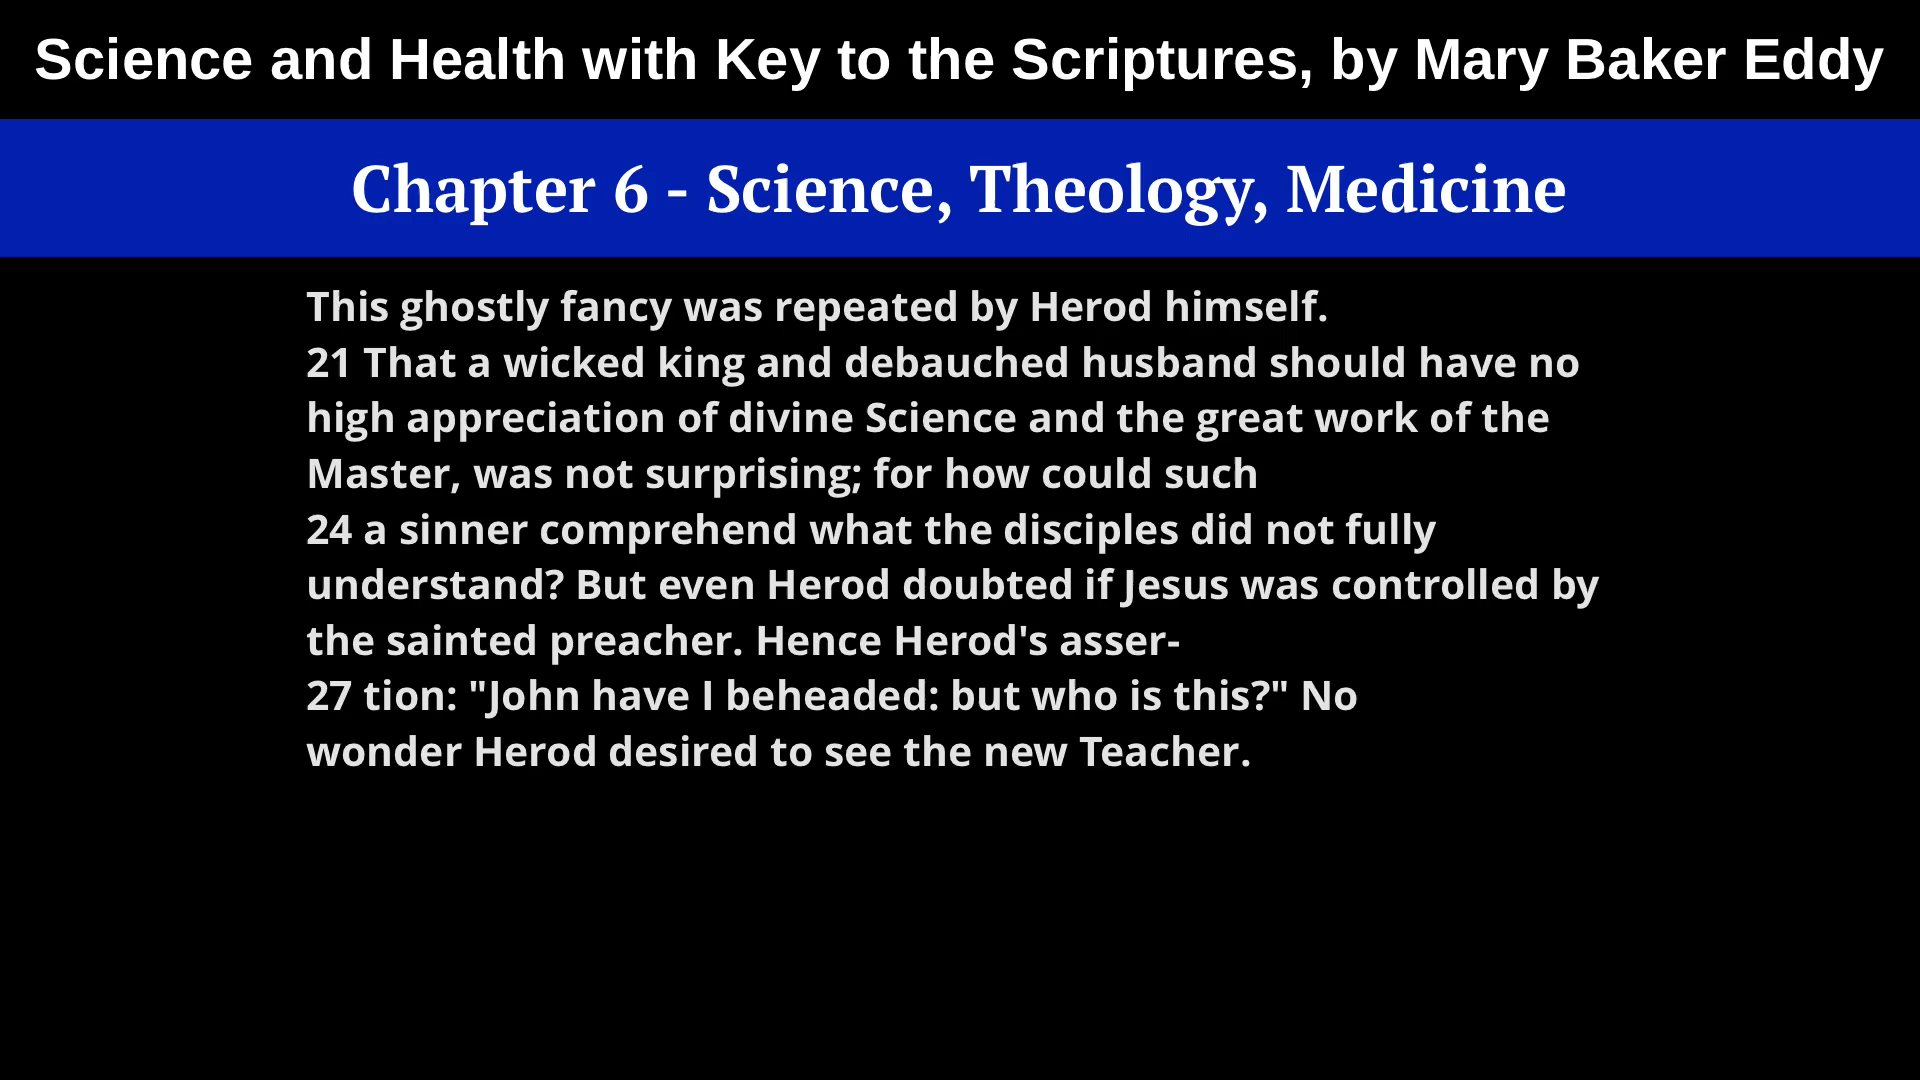 Science and Health with Key to the Scriptures, by Mary Baker Eddy
Chapter 6 - Science, Theology, Medicine
This ghostly fancy was repeated by Herod himself.
21 That a wicked king and debauched husband should have no
high appreciation of divine Science and the great work of the
Master, was not surprising; for how could such
24 a sinner comprehend what the disciples did not fully
understand? But even Herod doubted if Jesus was controlled by
the sainted preacher. Hence Herod's asser-
27 tion: "John have I beheaded: but who is this?" No
wonder Herod desired to see the new Teacher.